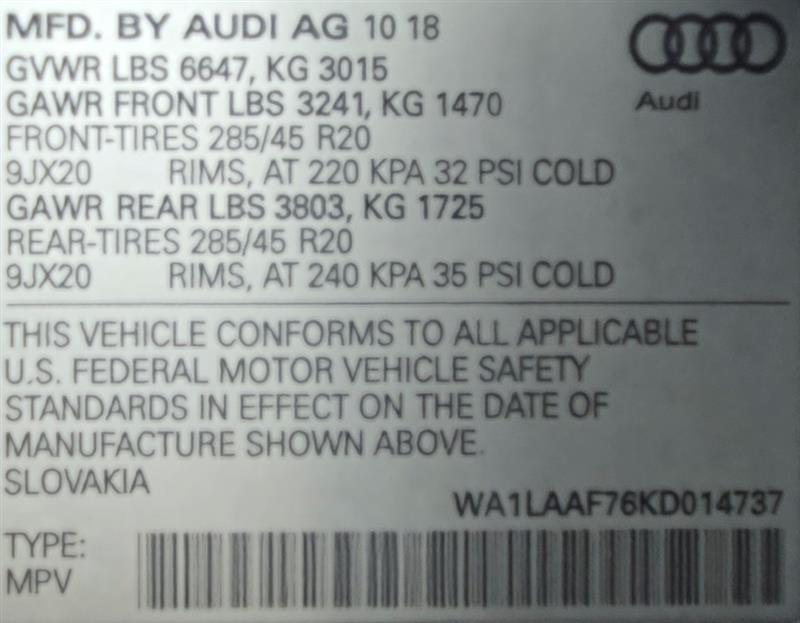 MFD. BY AUDI AG 10 18
GVWR LBS 6647, KG 3015
GAWR FRONT LBS 3241, KG 1470
FRONT-TIRES 285/45 R20
9JX20 RIMS, AT 220 KPA 32 PSI COLD
GAWR REAR LBS 3803, KG 1725
REAR-TIRES 285/45 R20
9JX20 RIMS, AT 240 KPA 35 PSI COLD
Audi
THIS VEHICLE CONFORMS TO ALL APPLICABLE
U.S. FEDERAL MOTOR VEHICLE SAFETY
STANDARDS IN EFFECT ON THE DATE OF
MANUFACTURE SHOWN ABOVE.
SLOVAKIA
WA1LAAF76KD014737
TYPE:
MPV